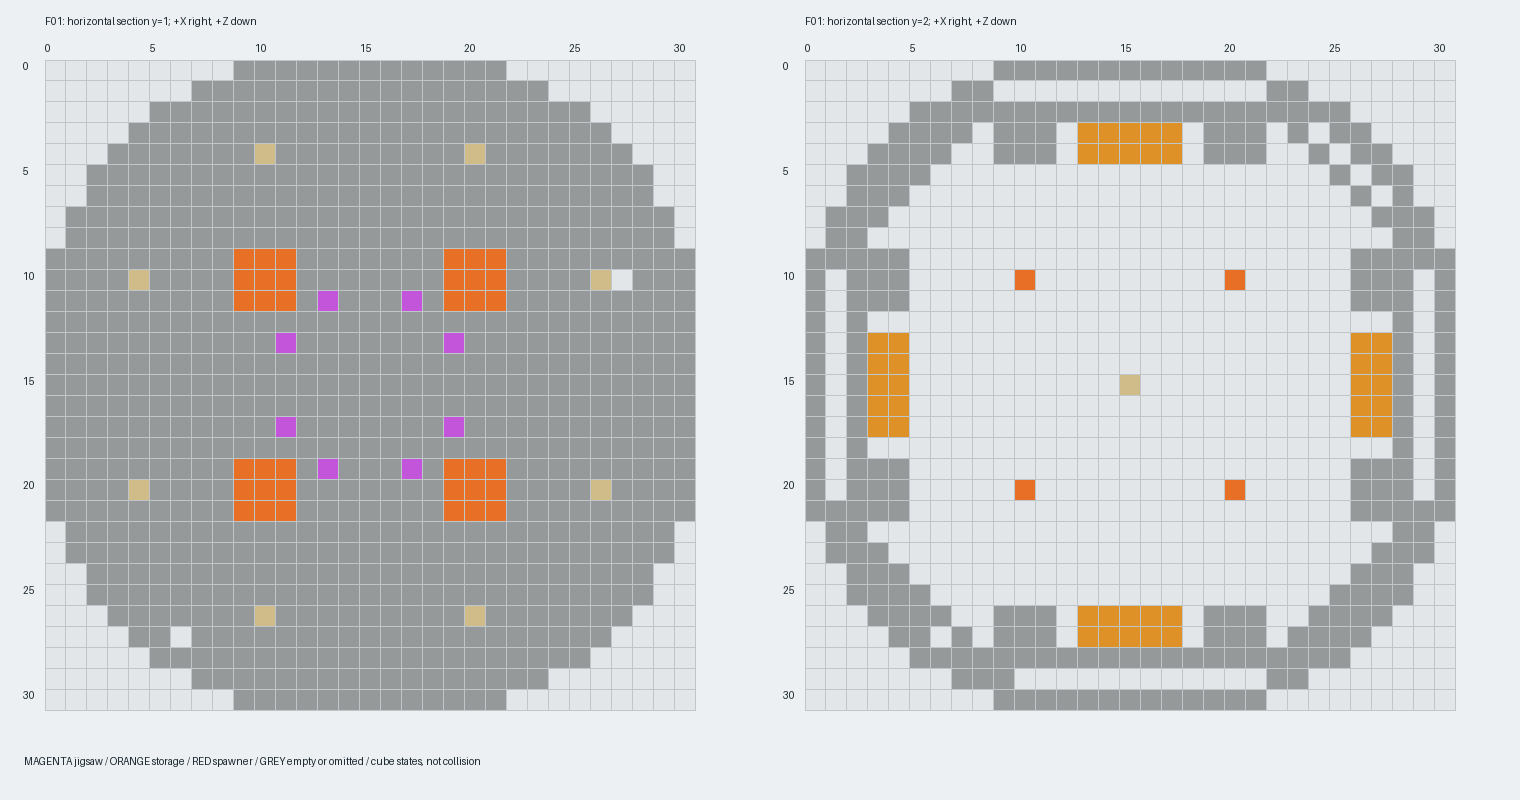 F01: horizontal section y=1; +X right, +Z down
F01: horizontal section y=2; +X right, +Z down
0 5 10 15 20 25 30
0 5 10 15 20 25 30
0 0
5 5
10 10
15 15
20 20
25 25
30 30
MAGENTA jigsaw / ORANGE storage / RED spawner / GREY empty or omitted / cube states, not collision